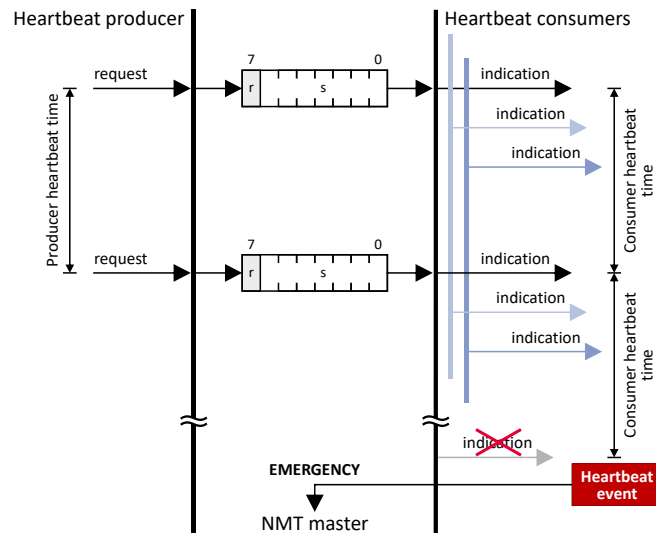 Heartbeat producer
Heartbeat consumers
7 0
request
r s
indication
indication
indication
Producer heartbeat time
Consumer heartbeat
time
7 0
request
r s
indication
indication
indication
Consumer heartbeat
time
indication
EMERGENCY
Heartbeat
event
NMT master